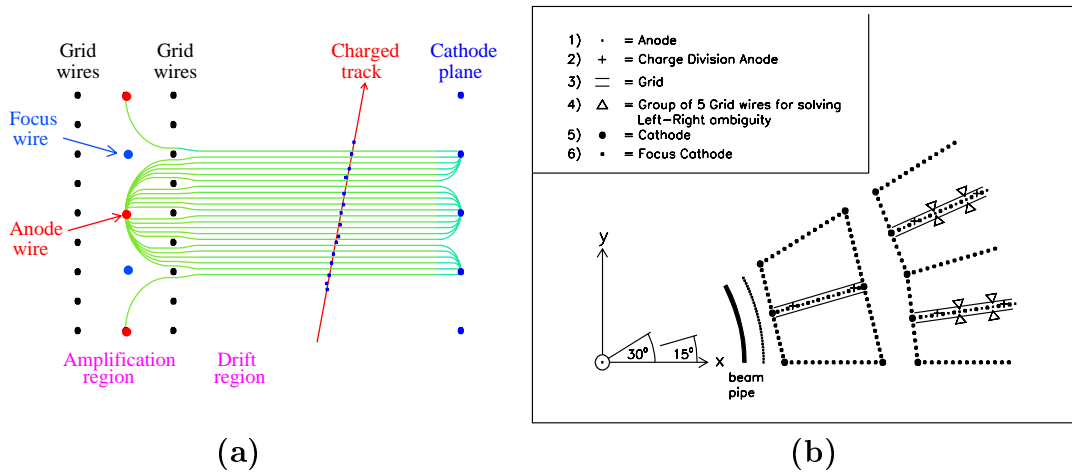 Grid
wires
Grid
wires
Charged
track
Cathode
plane
Focus
wire
Anode
wire
Amplification
region
Drift
region
(a)
1) · = Anode
2) + = Charge Division Anode
3) = Grid
4) △ = Group of 5 Grid wires for solving
Left-Right ambiguity
5) ● = Cathode
6) ▪ = Focus Cathode
y
30°
15°
x
beam
pipe
(b)